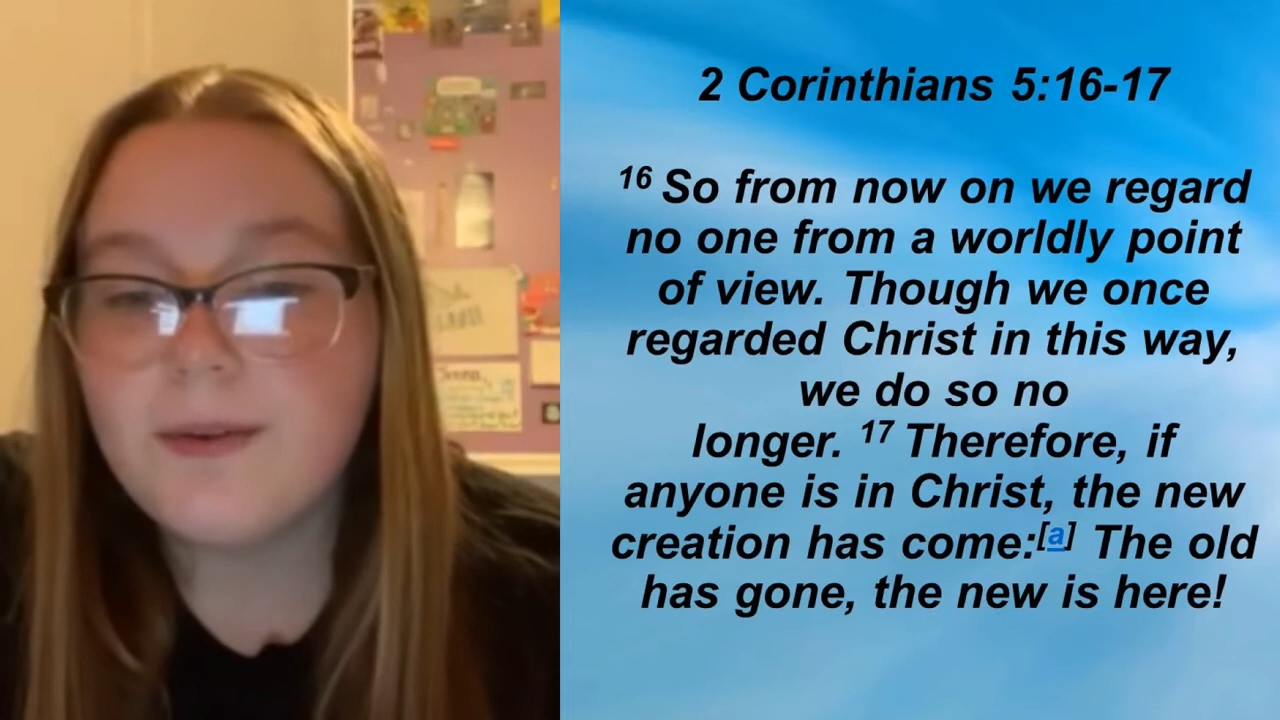 2 Corinthians 5:16-17
16 So from now on we regard
no one from a worldly point
of view. Though we once
regarded Christ in this way,
we do so no
longer. 17 Therefore, if
anyone is in Christ, the new
creation has come:[a] The old
has gone, the new is here!